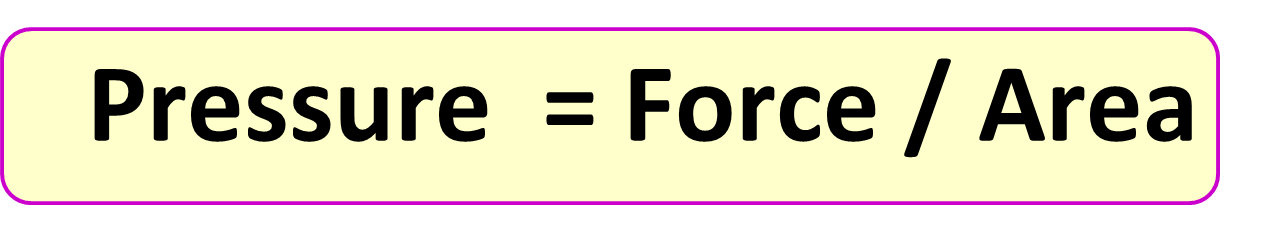 Pressure = Force / Area